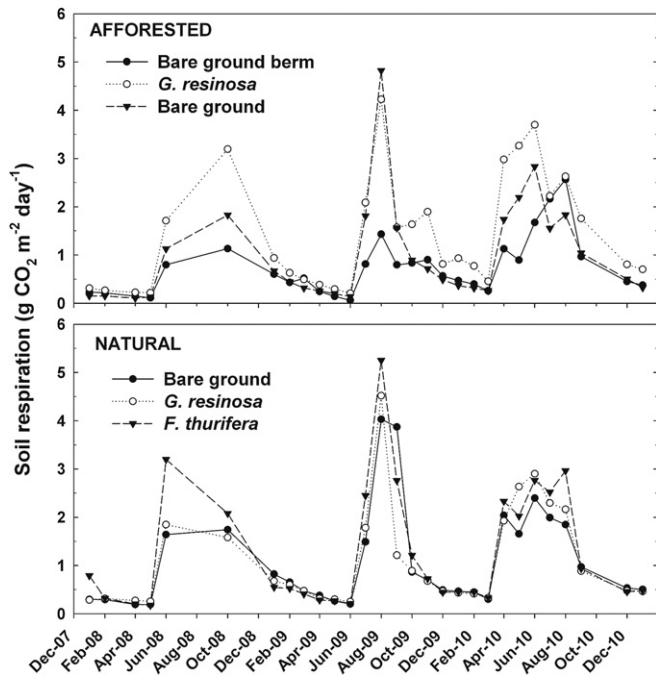 6
AFFORESTED
Bare ground berm
5
G. resinosa
Bare ground
4
3
2
1
0
Soil respiration (g CO₂ m⁻² day⁻¹)
6
NATURAL
Bare ground
5
G. resinosa
F. thurifera
4
3
2
1
0
Dec-07
Feb-08
Apr-08
Jun-08
Aug-08
Oct-08
Dec-08
Feb-09
Apr-09
Jun-09
Aug-09
Oct-09
Dec-09
Feb-10
Apr-10
Jun-10
Aug-10
Oct-10
Dec-10